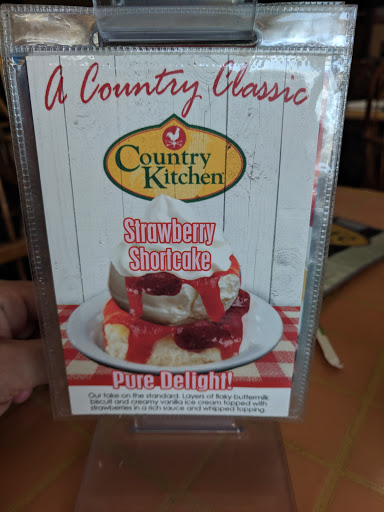 A Country Classic
Country
Kitchen
Strawberry
Shortcake
Pure Delight!
Our take on the standard. Layers of flaky buttermilk
biscuit and creamy vanilla ice cream topped with
strawberries in a rich sauce and whipped topping.